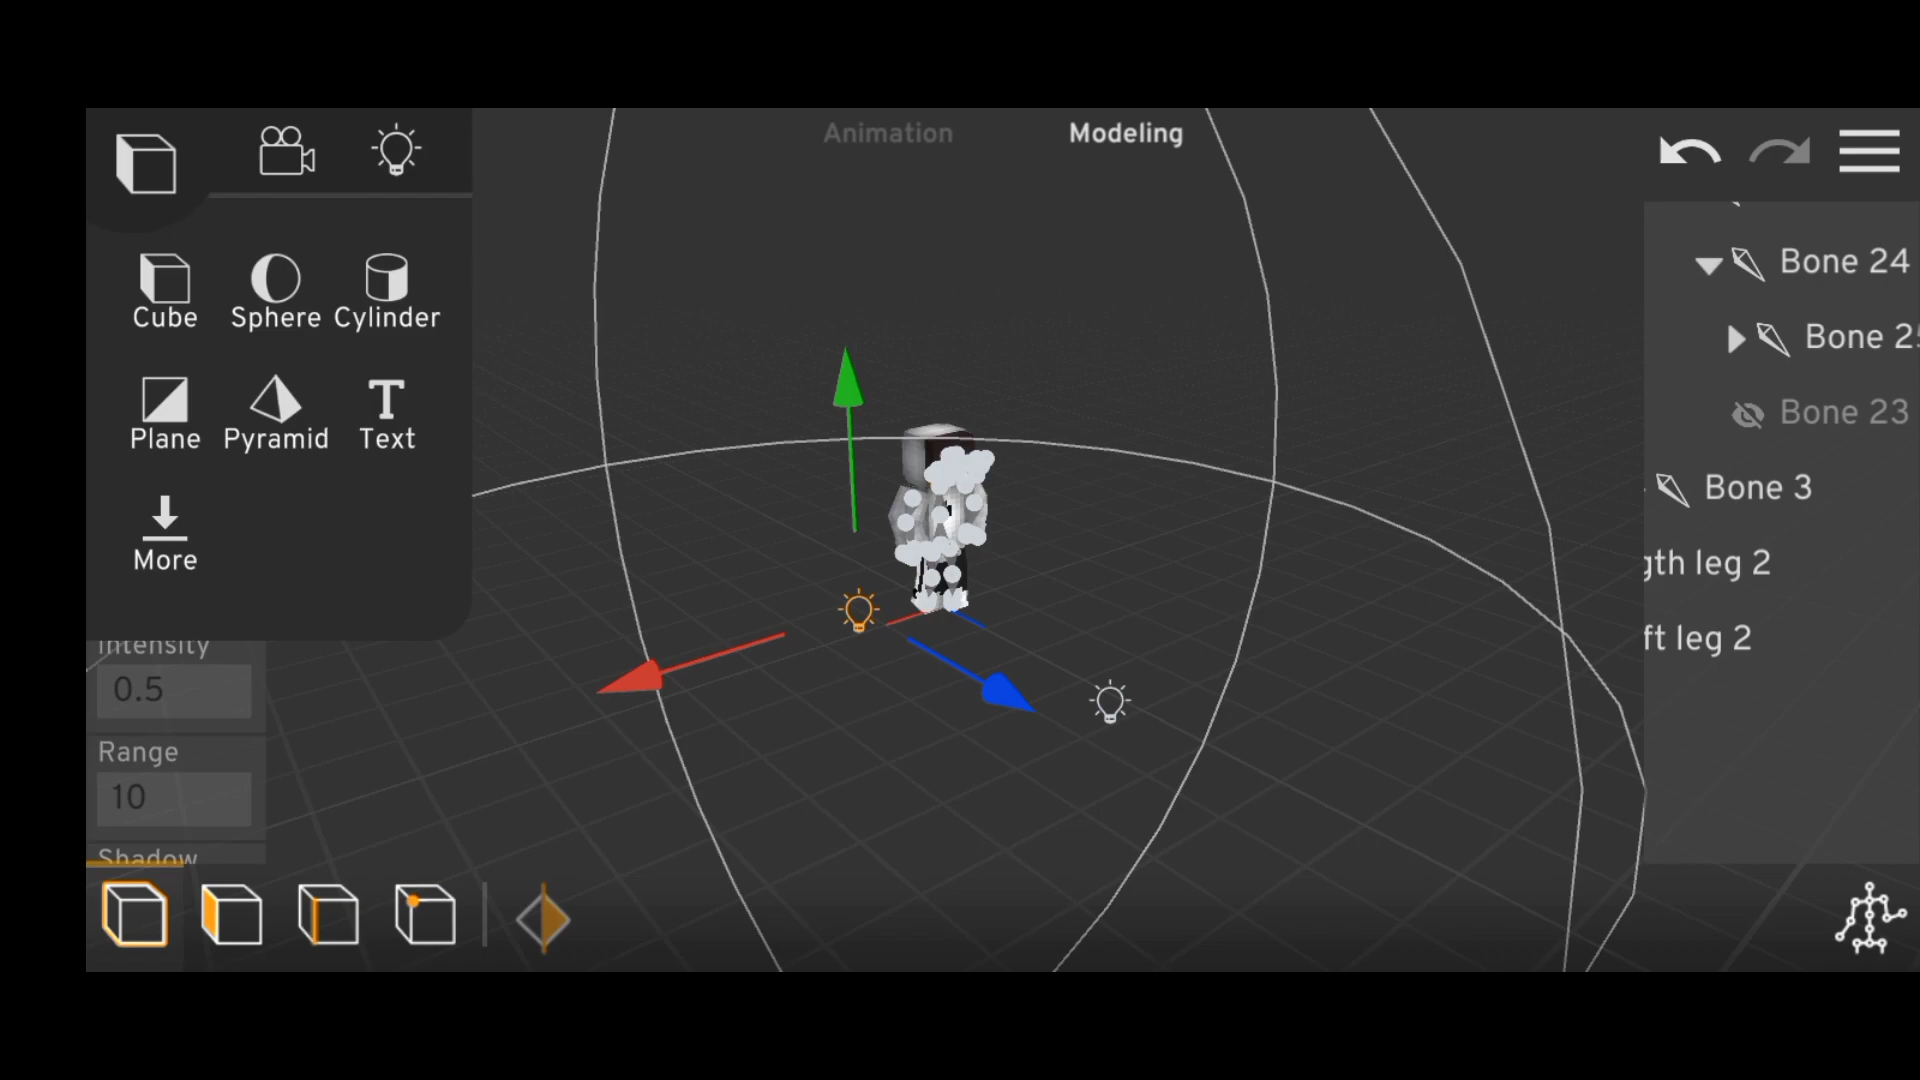 Animation
Modeling
Cube
Sphere
Cylinder
Plane
Pyramid
Text
More
Intensity
0.5
Range
10
Shadow
Bone 24
Bone 2
Bone 23
Bone 3
gth leg 2
ft leg 2